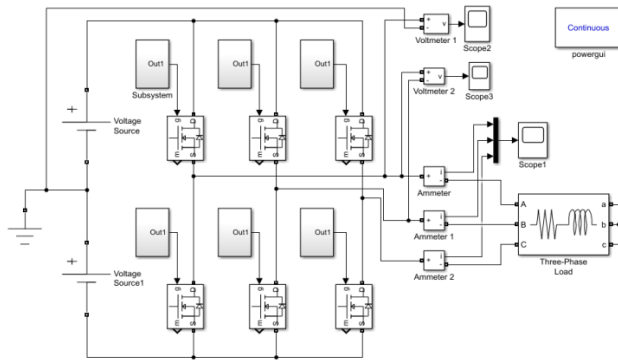 Continuous
powergui
+
-
v
Voltmeter 1
Scope2
Out1
Out1
Out1
Subsystem
+
-
v
Voltmeter 2
Scope3
+
Voltage
Source
g
D
m
S
g
D
m
S
g
D
m
S
Scope1
+
i
-
Ammeter
+
i
-
Ammeter 1
+
i
-
Ammeter 2
A
B
C
a
b
c
Three-Phase
Load
Out1
Out1
Out1
+
Voltage
Source1
g
D
m
S
g
D
m
S
g
D
m
S